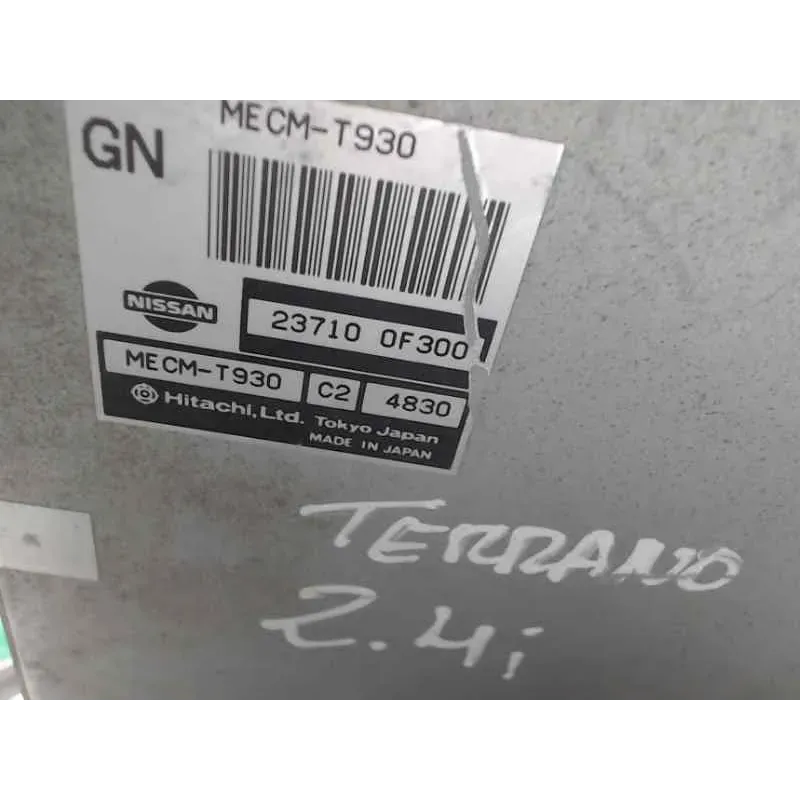 GN
MECM-T930
NISSAN
23710 0F300
MECM-T930 C2 4830
Hitachi, Ltd. Tokyo Japan
MADE IN JAPAN
TERRANO
2.4i